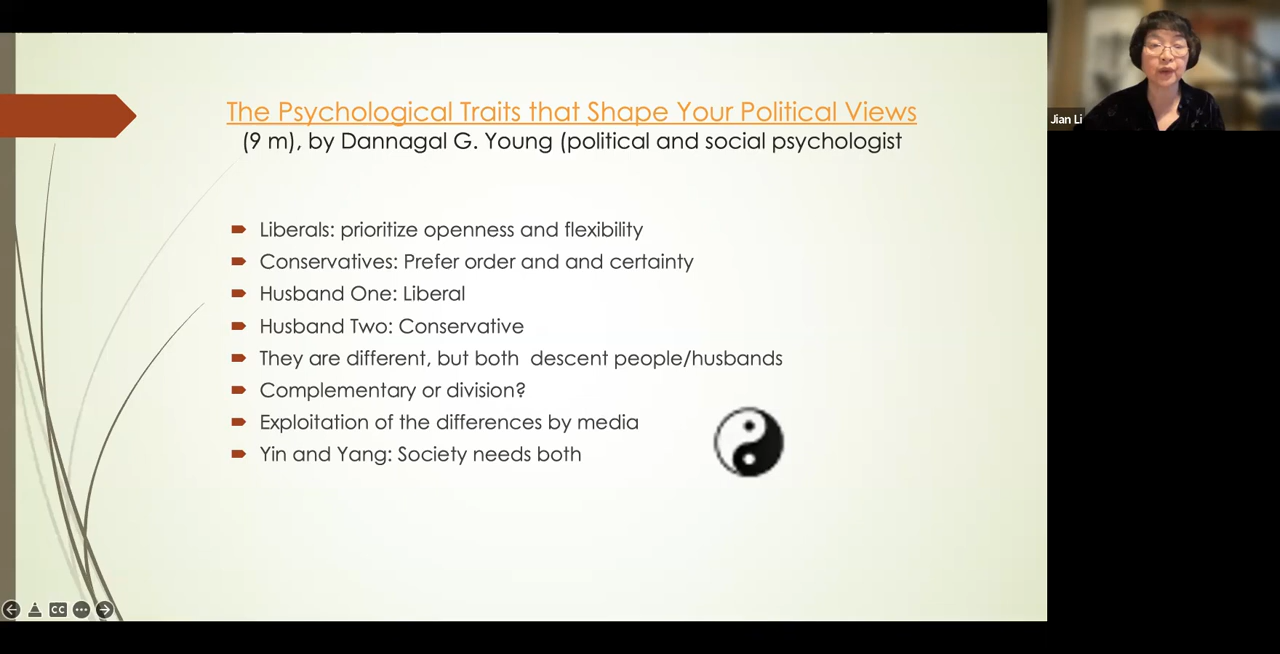 The Psychological Traits that Shape Your Political Views
(9 m), by Dannagal G. Young (political and social psychologist
Liberals: prioritize openness and flexibility
Conservatives: Prefer order and and certainty
Husband One: Liberal
Husband Two: Conservative
They are different, but both descent people/husbands
Complementary or division?
Exploitation of the differences by media
Yin and Yang: Society needs both
CC
Jian Li